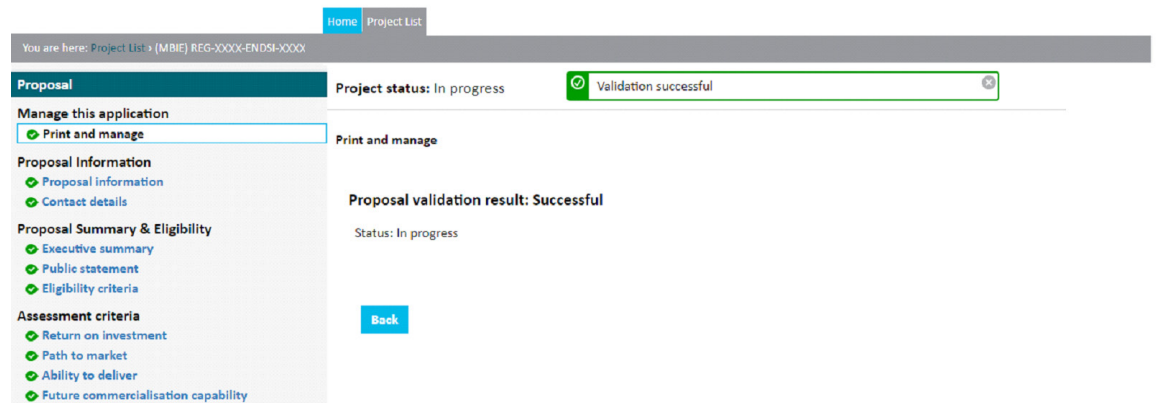 Home Project List
You are here: Project List › (MBIE) REG-XXXX-ENDSI-XXXX
Proposal
Manage this application
Print and manage
Proposal Information
Proposal information
Contact details
Proposal Summary & Eligibility
Executive summary
Public statement
Eligibility criteria
Assessment criteria
Return on investment
Path to market
Ability to deliver
Future commercialisation capability
Project status: In progress
Validation successful
Print and manage
Proposal validation result: Successful
Status: In progress
Back